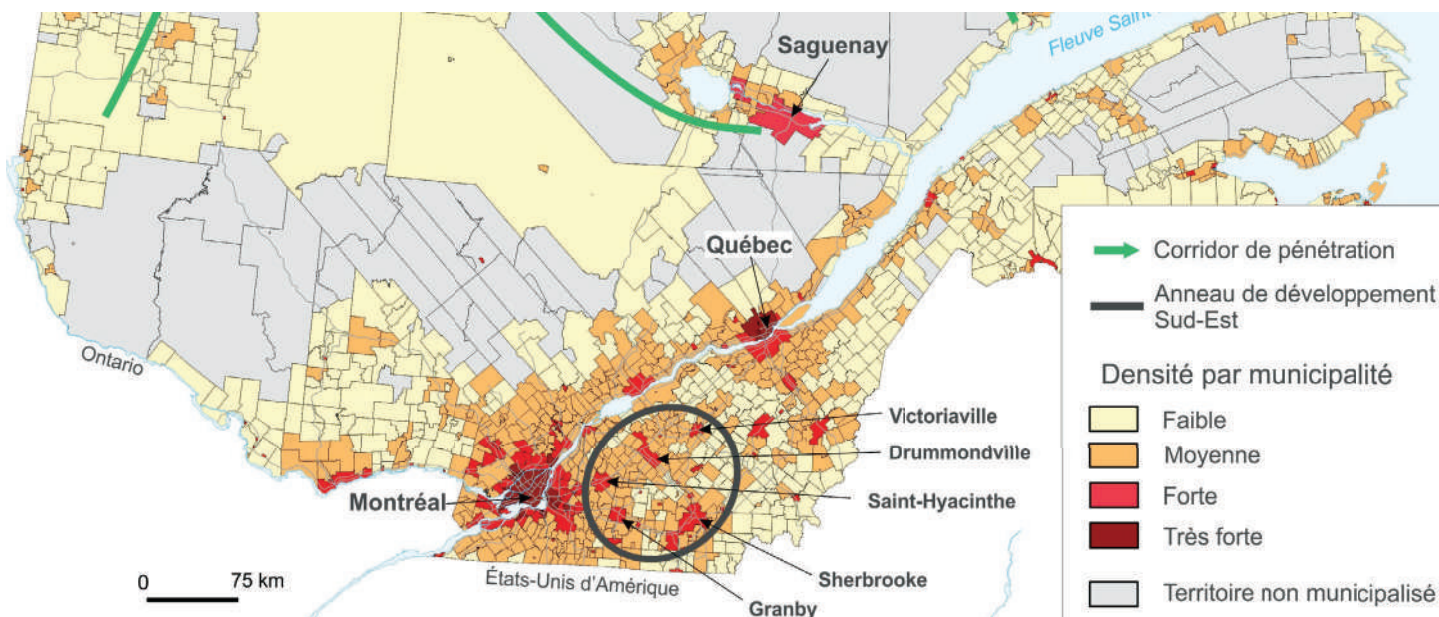 Saguenay
Fleuve Saint-
Québec
Ontario
Victoriaville
Drummondville
Saint-Hyacinthe
Montréal
Sherbrooke
Granby
États-Unis d'Amérique
0 75 km
Corridor de pénétration
Anneau de développement
Sud-Est
Densité par municipalité
Faible
Moyenne
Forte
Très forte
Territoire non municipalisé